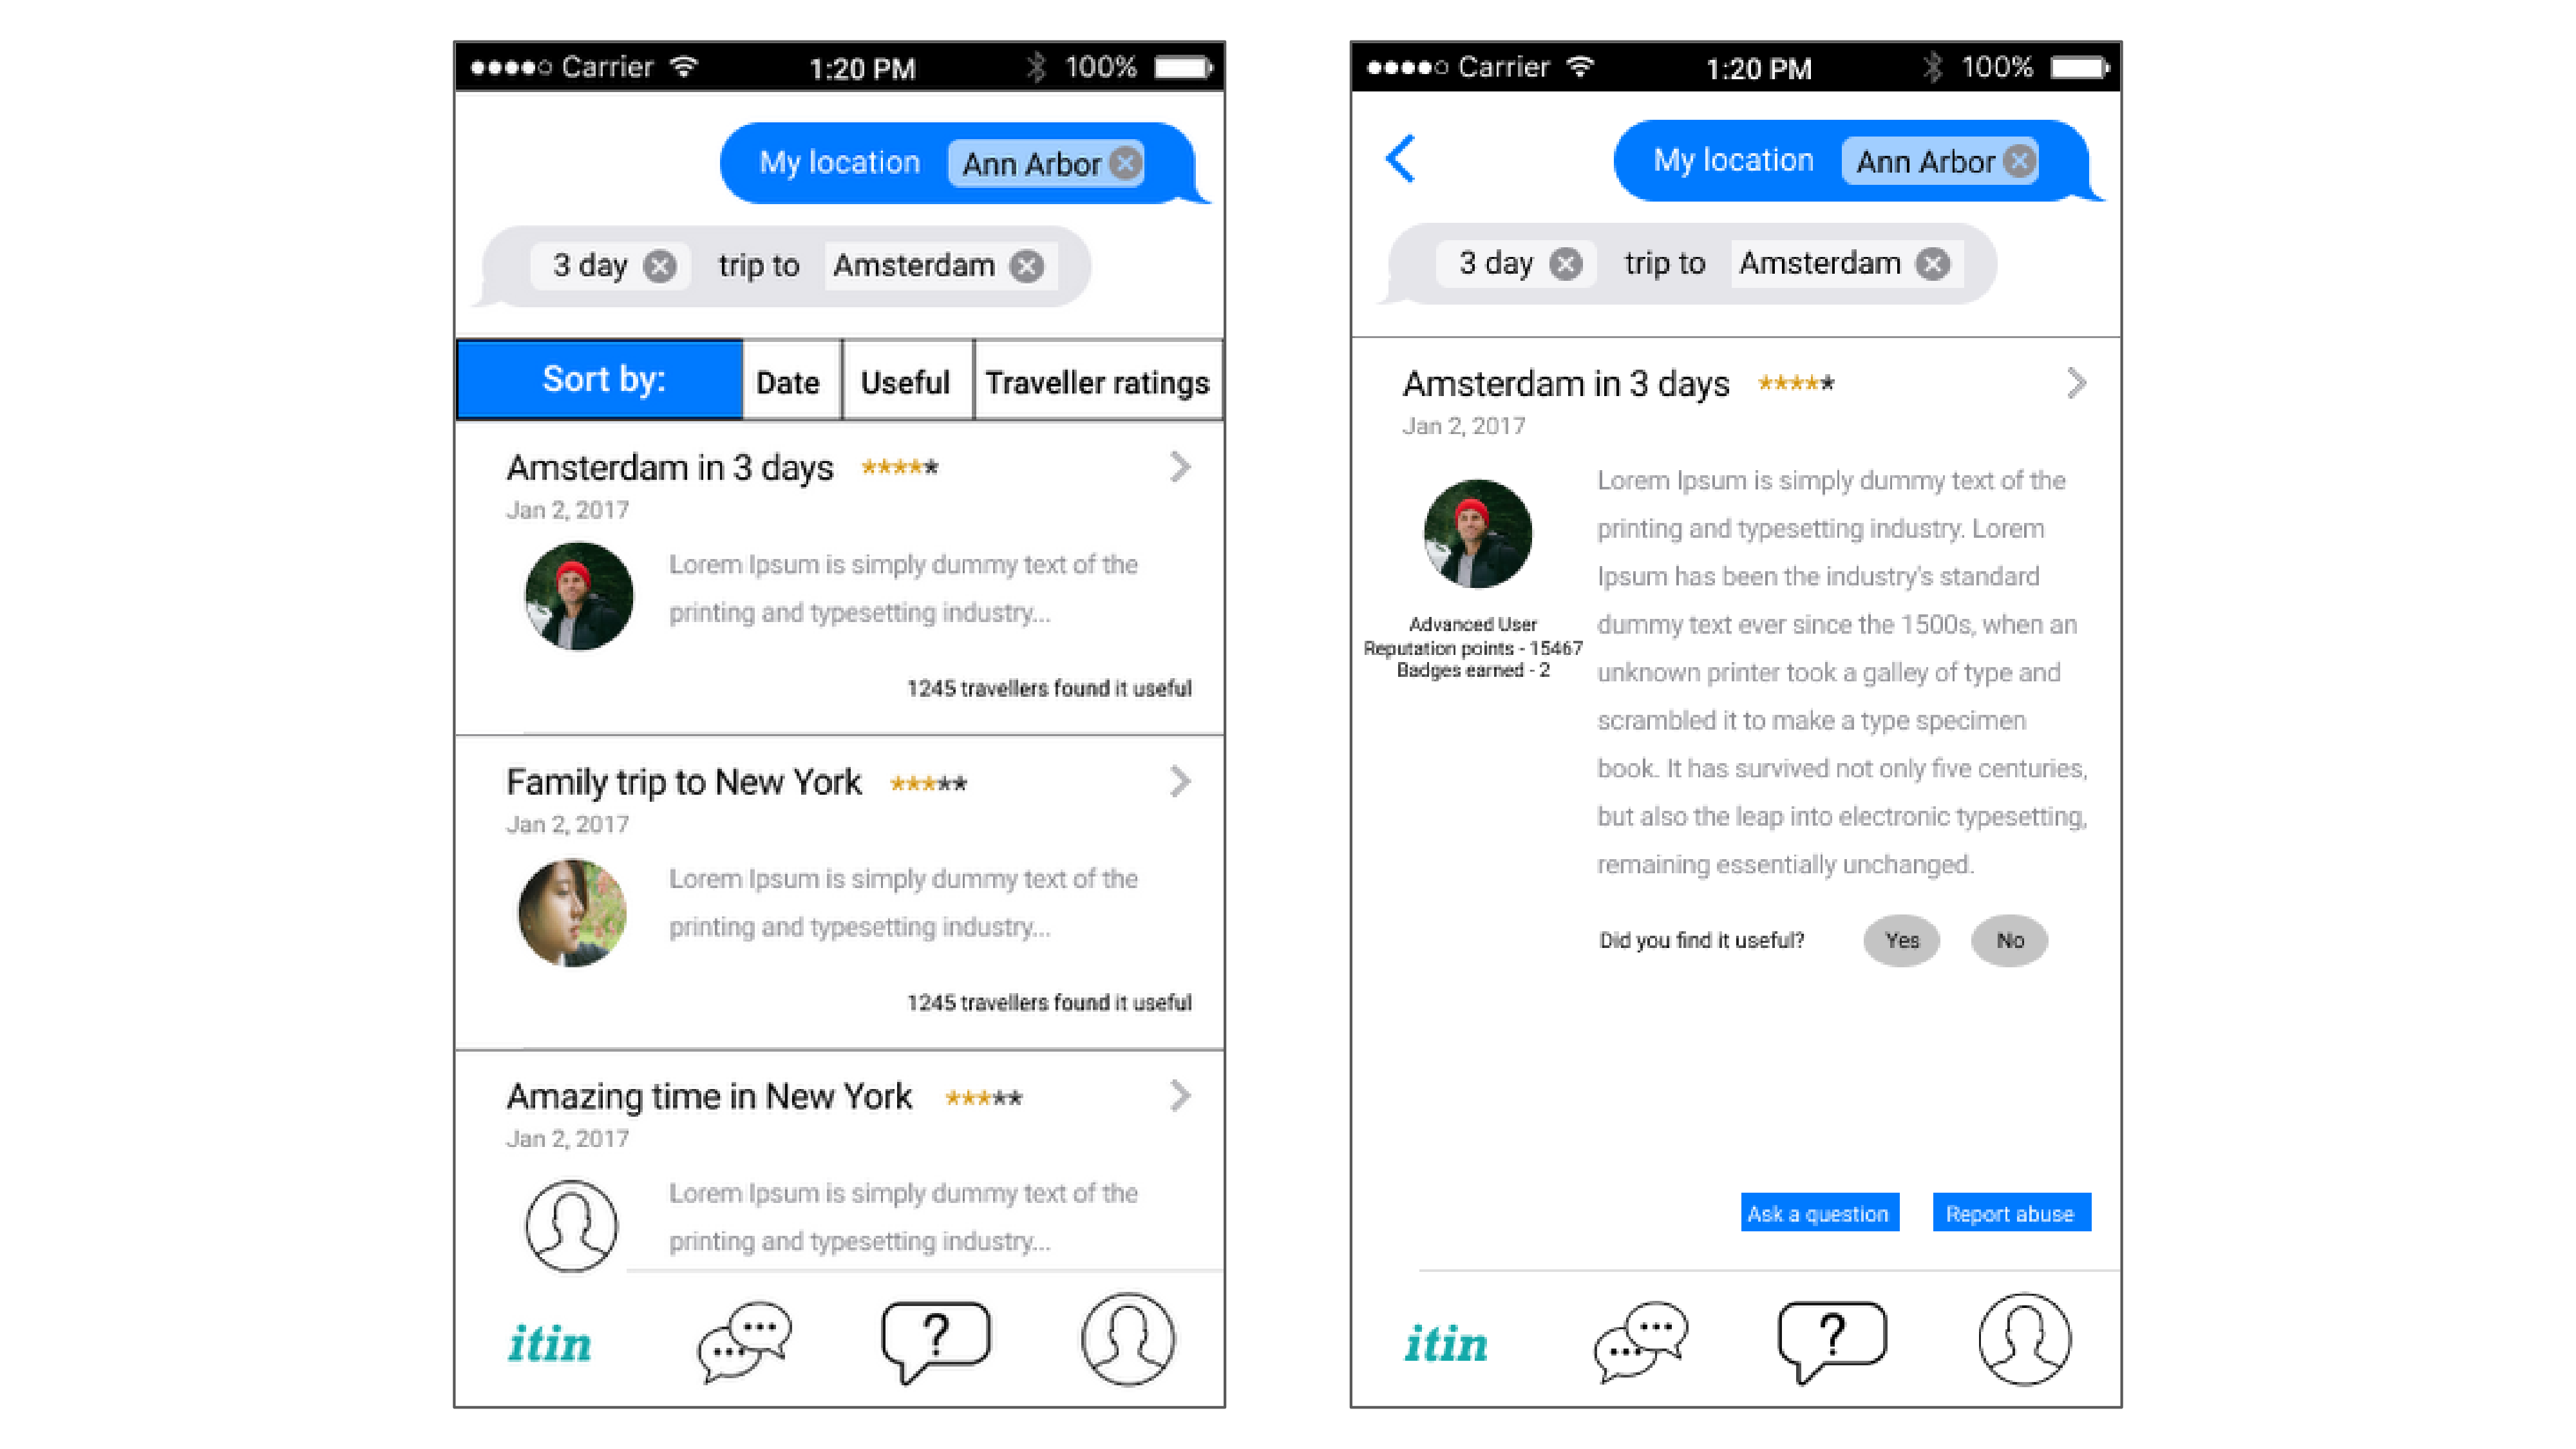 Carrier 1:20 PM 100%
My location Ann Arbor
3 day trip to Amsterdam
Sort by: Date Useful Traveller ratings
Amsterdam in 3 days *****
Jan 2, 2017
Lorem Ipsum is simply dummy text of the
printing and typesetting industry...
1245 travellers found it useful
Family trip to New York *****
Jan 2, 2017
Lorem Ipsum is simply dummy text of the
printing and typesetting industry...
1245 travellers found it useful
Amazing time in New York *****
Jan 2, 2017
Lorem Ipsum is simply dummy text of the
printing and typesetting industry...
itin ?
Carrier 1:20 PM 100%
My location Ann Arbor
3 day trip to Amsterdam
Amsterdam in 3 days *****
Jan 2, 2017
Advanced User
Reputation points - 15467
Badges earned - 2
Lorem Ipsum is simply dummy text of the
printing and typesetting industry. Lorem
Ipsum has been the industry's standard
dummy text ever since the 1500s, when an
unknown printer took a galley of type and
scrambled it to make a type specimen
book. It has survived not only five centuries,
but also the leap into electronic typesetting,
remaining essentially unchanged.
Did you find it useful? Yes No
Ask a question Report abuse
itin ?